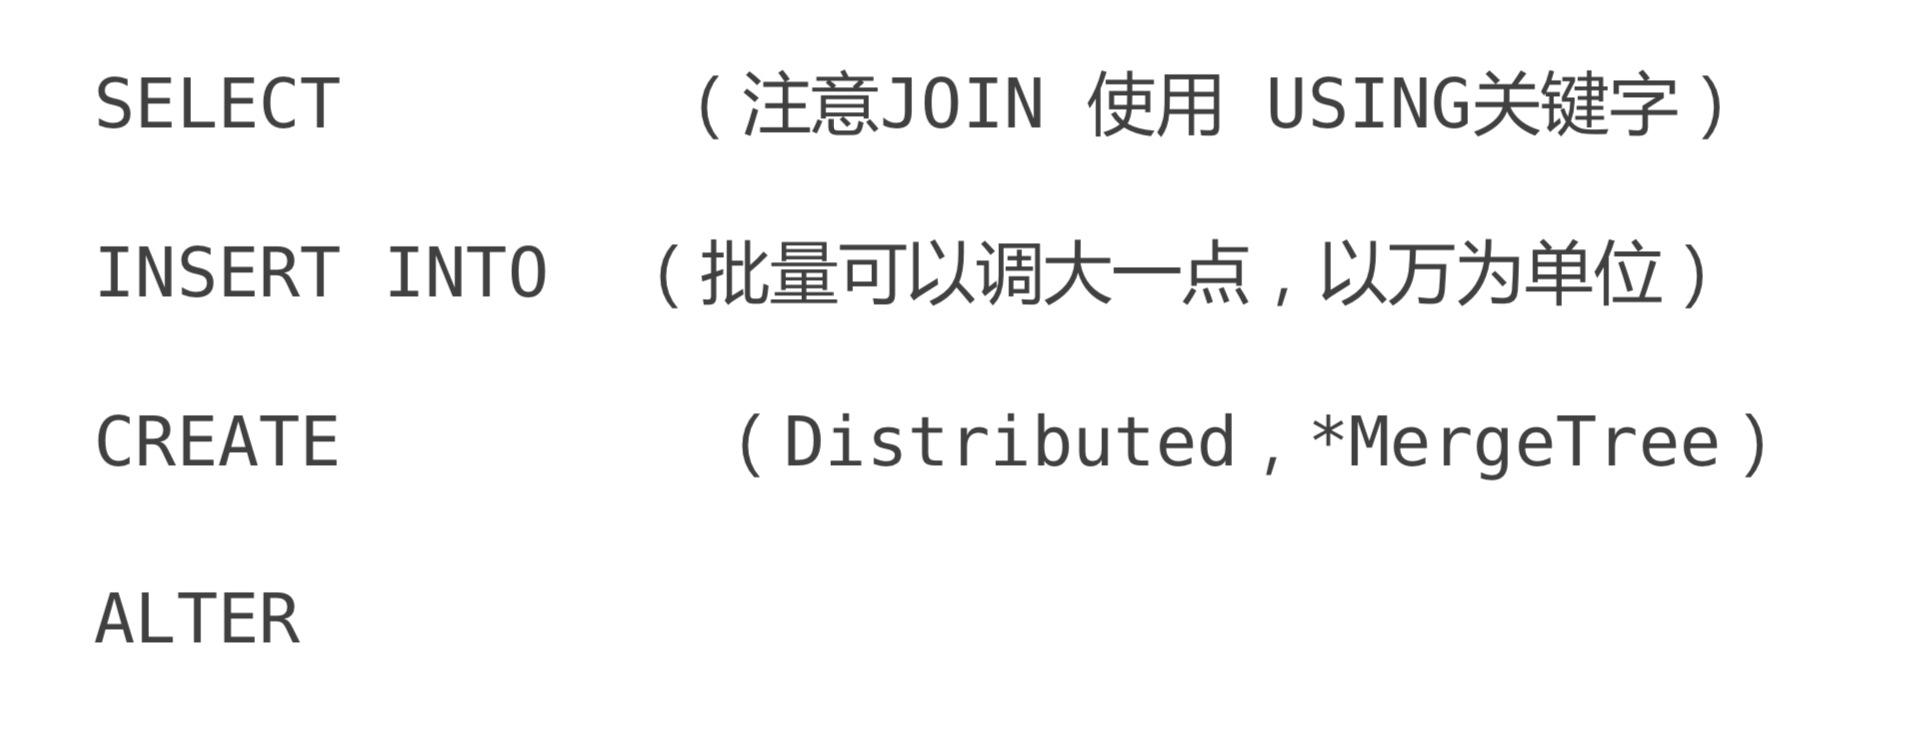 SELECT （注意JOIN 使用 USING关键字）
INSERT INTO （批量可以调大一点，以万为单位）
CREATE （Distributed，*MergeTree）
ALTER